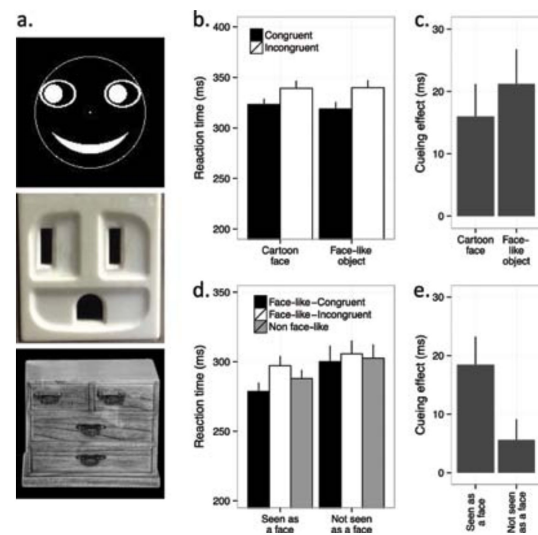 a.
b.
Congruent
Incongruent
Reaction time (ms)
350
300
250
200
Cartoon
face
Face-like
object
c.
Cueing effect (ms)
30
20
10
0
Cartoon
face
Face-
like
object
d.
Face-like-Congruent
Face-like-Incongruent
Non face-like
Reaction time (ms)
350
300
250
200
Seen as
a face
Not seen
as a face
e.
Cueing effect (ms)
30
20
10
0
Seen as
a face
Not seen
as a face